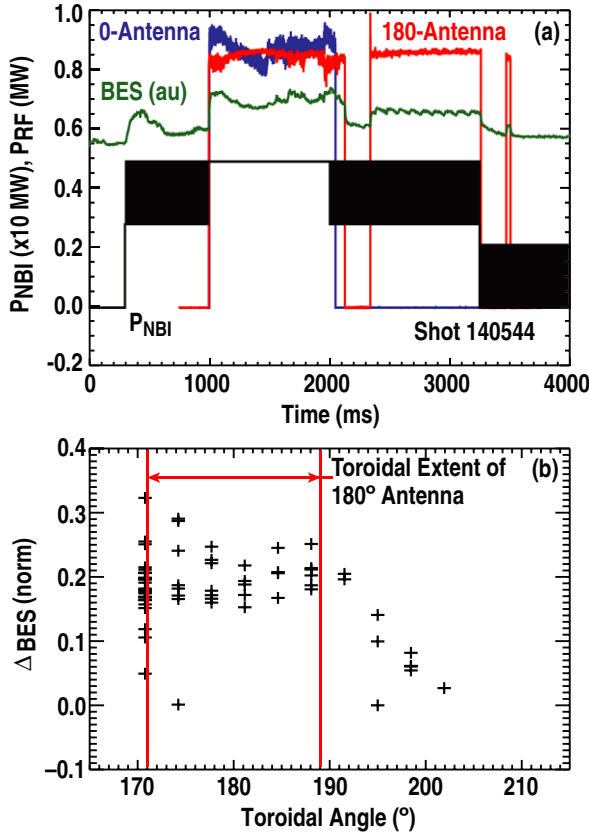 0-Antenna
180-Antenna
(a)
BES (au)
PNBI (x10 MW), PRF (MW)
1.0
0.8
0.6
0.4
0.2
0.0
−0.2
PNBI
Shot 140544
0
1000
2000
3000
4000
Time (ms)
(b)
Toroidal Extent of
180º Antenna
Δ BES (norm)
0.4
0.3
0.2
0.1
0.0
−0.1
170
180
190
200
210
Toroidal Angle (º)